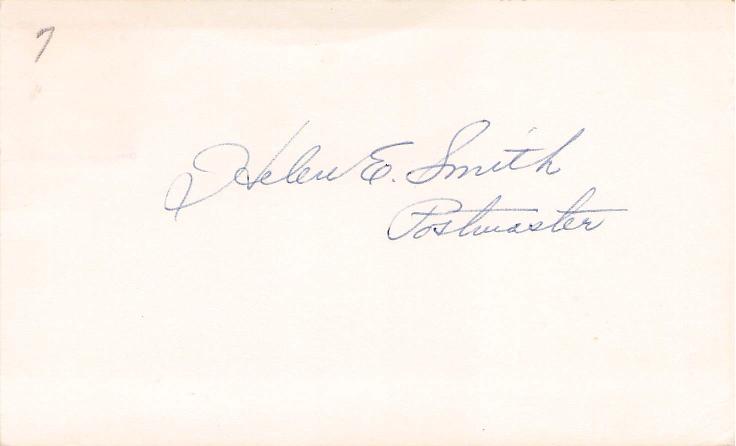 7
Helen E. Smith
Postmaster